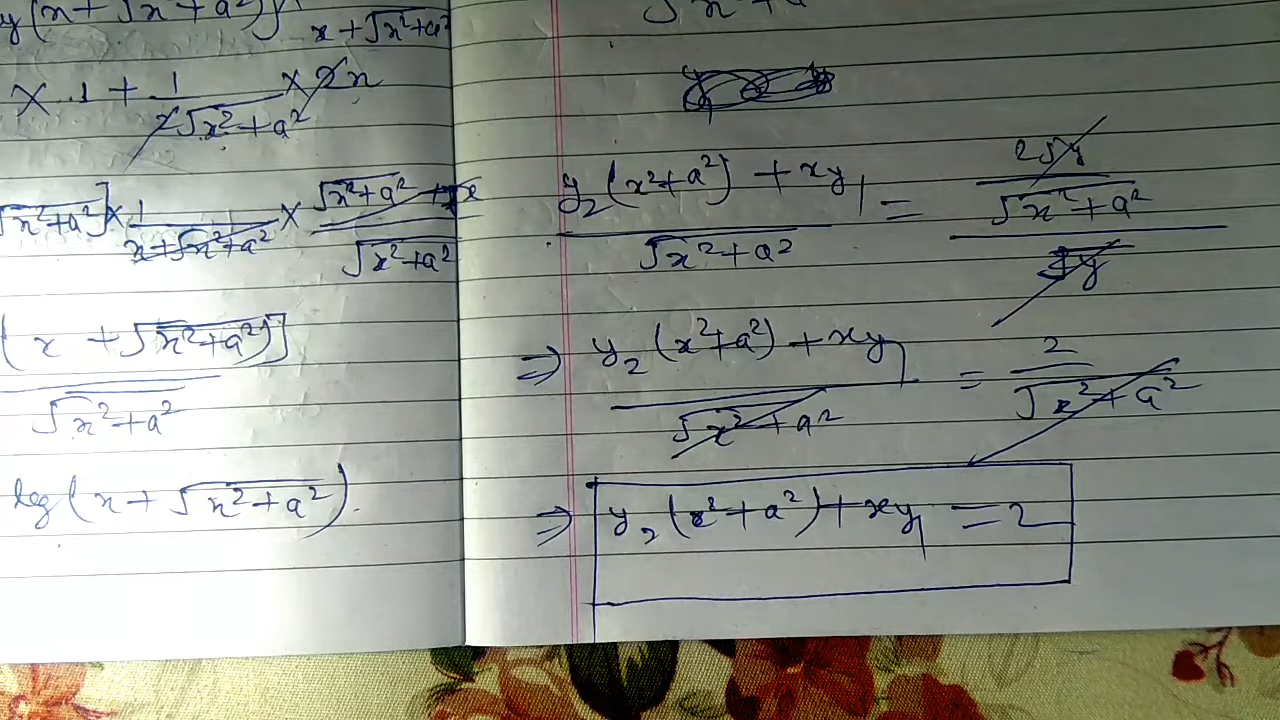 y(x + √x + a²)}
x + √x²+a²
× 1 + 1/2√x²+a² × 2x
√x²+a²] × 1/x+√x²+a² × √x²+a² + x/√x²+a²
(x + √x²+a²)]/√x²+a²
log(x + √x²+a²).
√x²+a²
y₂(x²+a²) + xy₁/√x²+a² = 2√y/√x²+a²/√y
⇒ y₂(x²+a²) + xy₁/√x²+a² = 2/√x²+a²
⇒ y₂(x²+a²) + xy₁ = 2